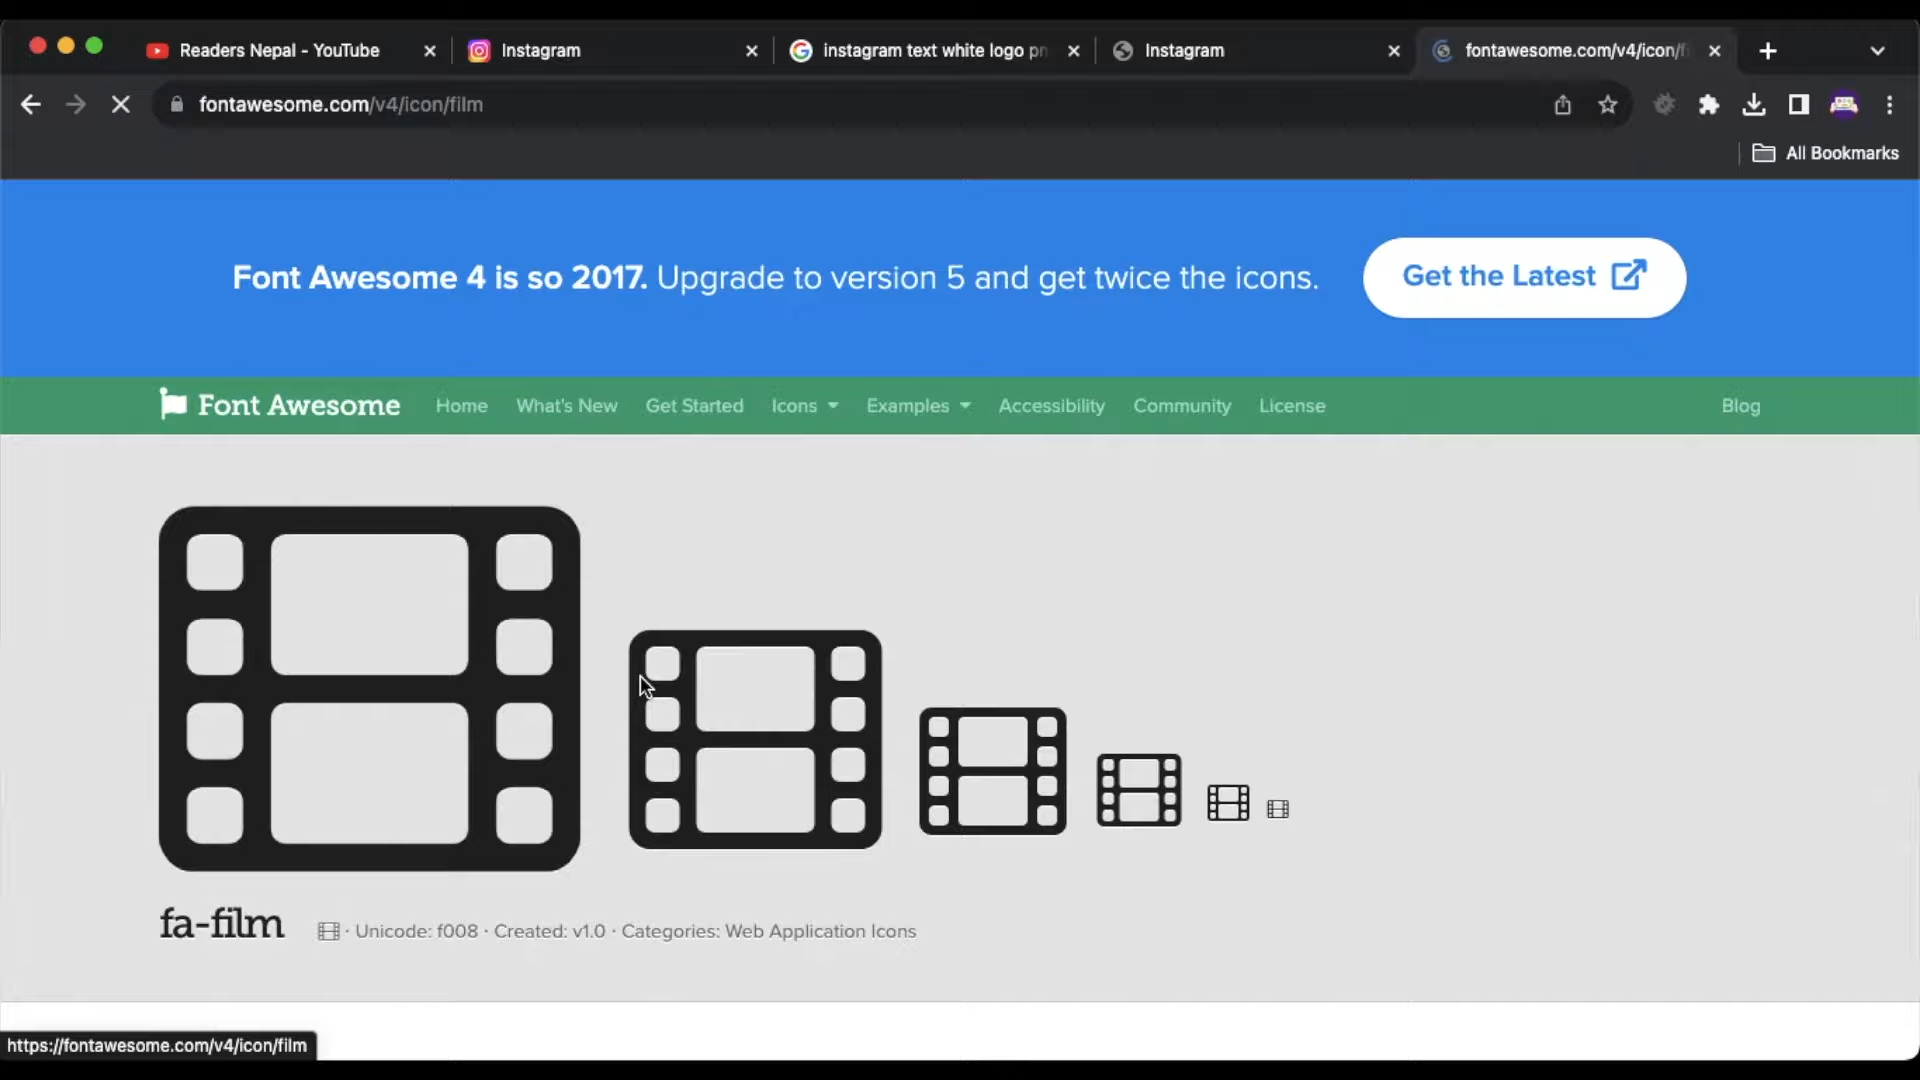 Readers Nepal - YouTube
Instagram
instagram text white logo pn
Instagram
fontawesome.com/v4/icon/fi
fontawesome.com/v4/icon/film
All Bookmarks
Font Awesome 4 is so 2017. Upgrade to version 5 and get twice the icons.
Get the Latest
Font Awesome Home What's New Get Started Icons Examples Accessibility Community License Blog
fa-film
· Unicode: f008 · Created: v1.0 · Categories: Web Application Icons
https://fontawesome.com/v4/icon/film